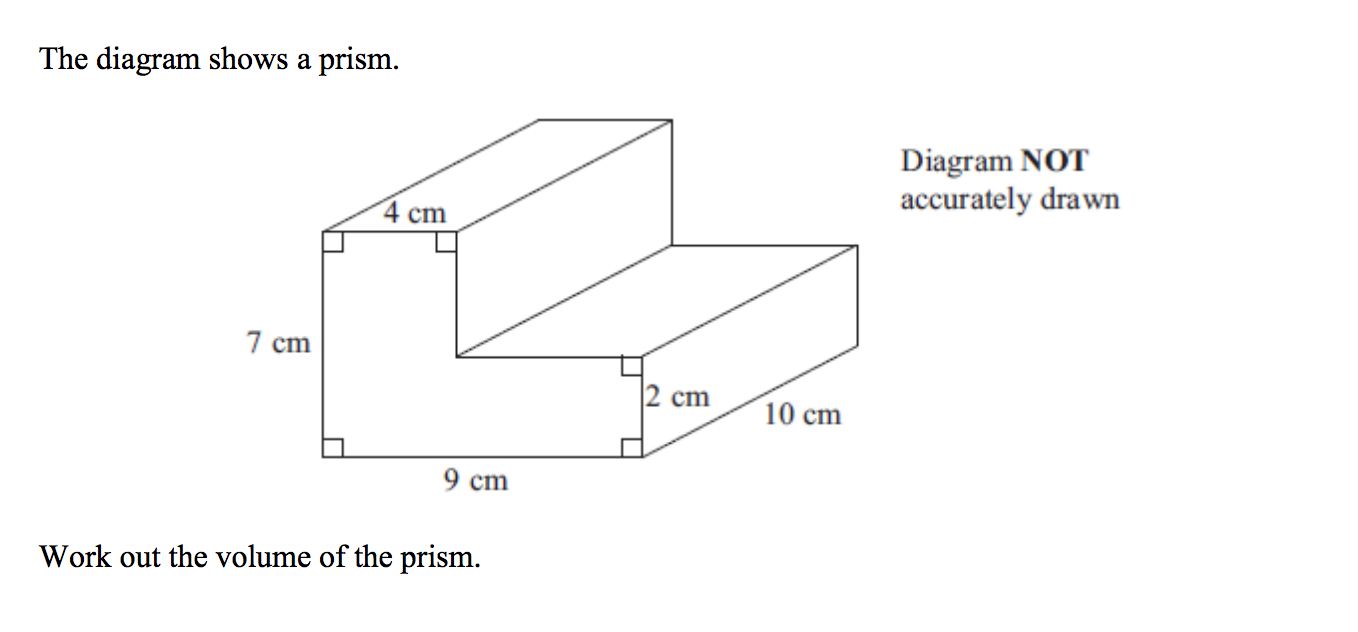 The diagram shows a prism.
Diagram NOT
accurately drawn
4 cm
7 cm
2 cm
10 cm
9 cm
Work out the volume of the prism.